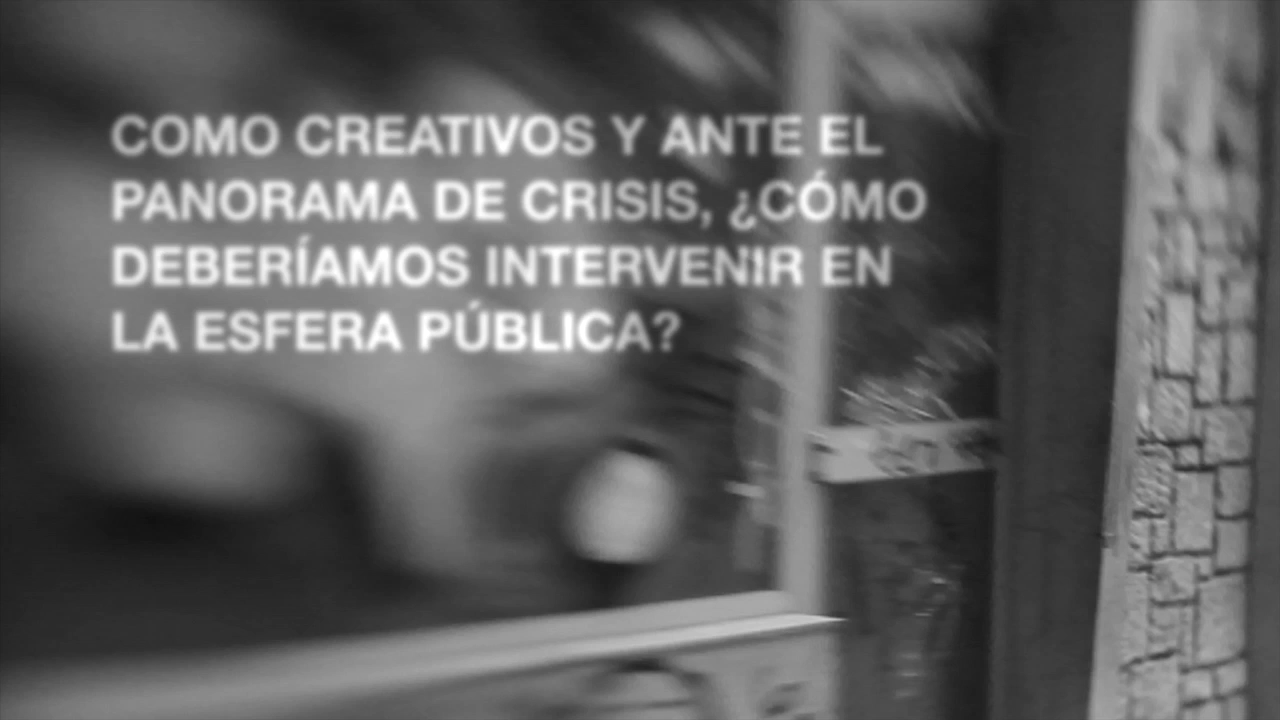 COMO CREATIVOS Y ANTE EL
PANORAMA DE CRISIS, ¿CÓMO
DEBERÍAMOS INTERVENIR EN
LA ESFERA PÚBLICA?